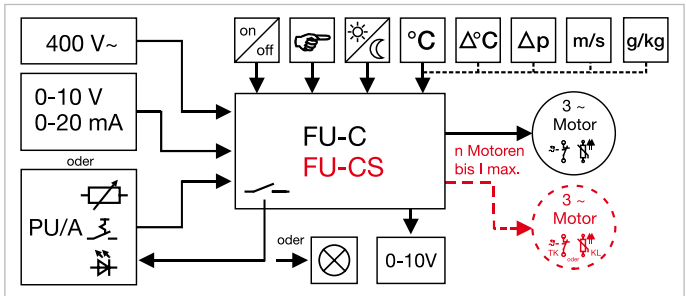 400 V~
on
off
°C
Δ°C
Δp
m/s
g/kg
0-10 V
0-20 mA
oder
PU/A
FU-C
FU-CS
n Motoren
bis I max.
3 ~
Motor
ϑ
3 ~
Motor
ϑ
TK oder KL
oder
0-10V